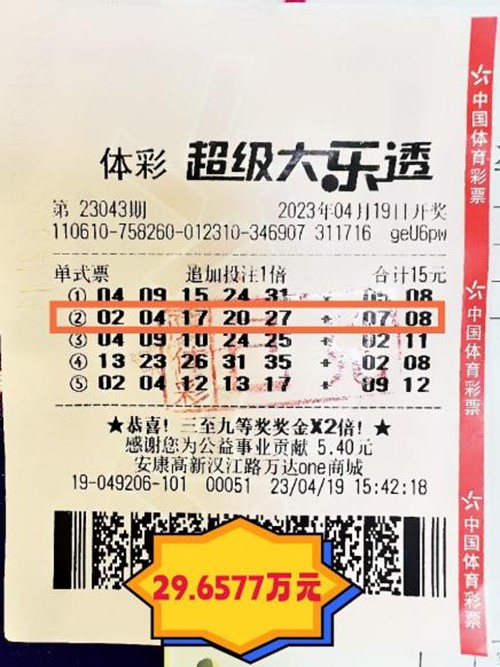 体彩 超级大乐透
第 23043期 2023年04月19日开奖
110610-758260-012310-346907 311716 geU6pw
单式票 追加投注1倍 合计15元
① 04 09 15 24 31 + 05 08
② 02 04 17 20 27 + 07 08
③ 04 09 10 24 25 + 02 11
④ 13 23 26 31 35 + 02 08
⑤ 02 04 12 13 17 + 09 12
★恭喜! 三至九等奖奖金X2倍! ★
感谢您为公益事业贡献 5.40元
安康高新汉江路万达one商城
19-049206-101 00051 23/04/19 15:42:18
29.6577万元
中国体育彩票
中国体育彩票
中国体育彩票